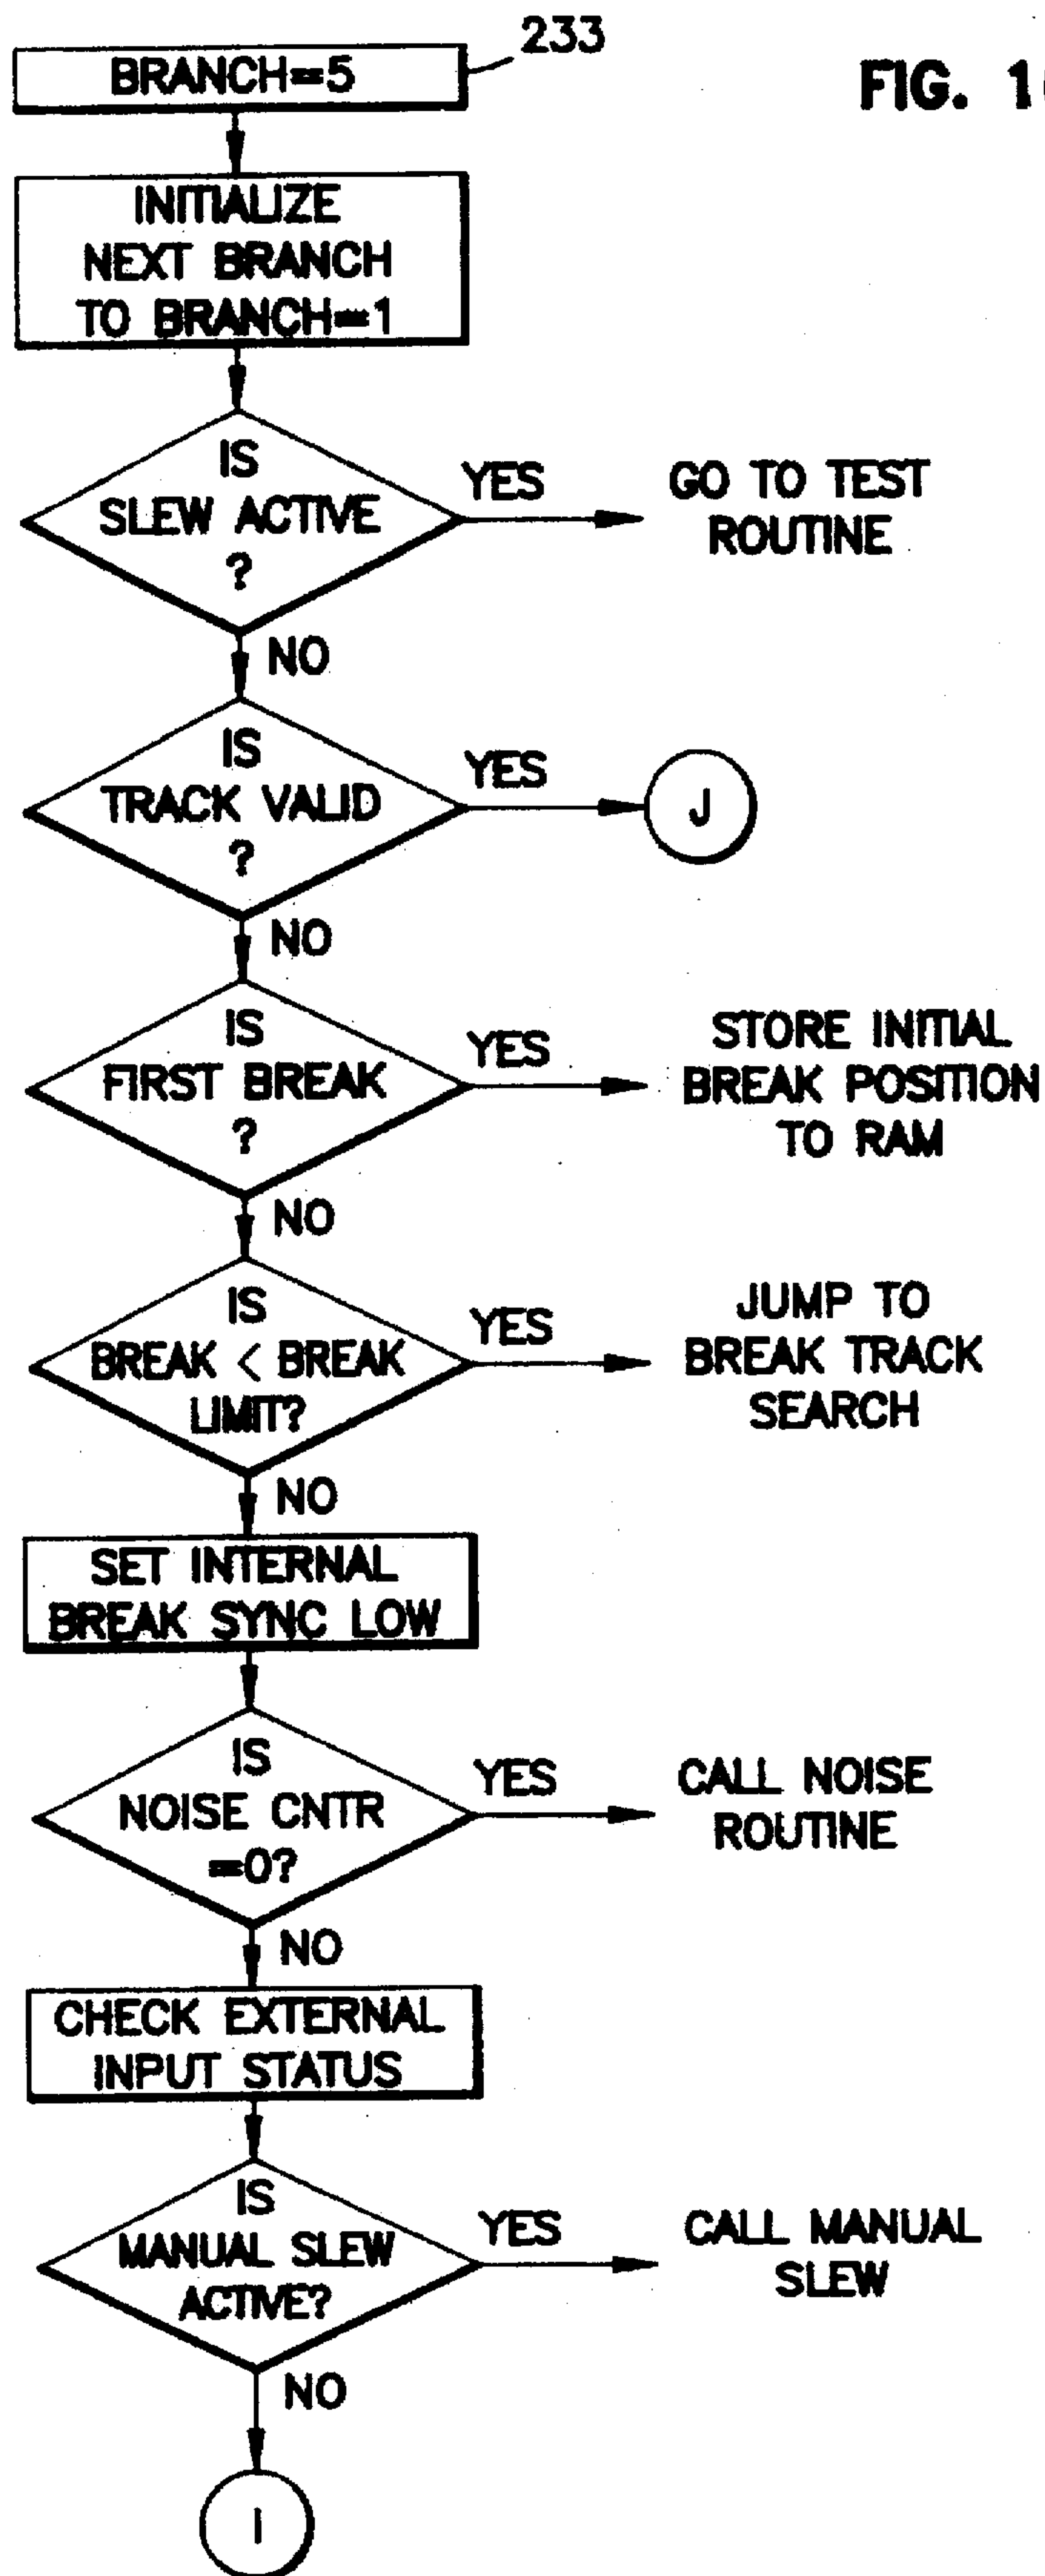 233
BRANCH=5
FIG. 1
INITIALIZE
NEXT BRANCH
TO BRANCH=1
IS
SLEW ACTIVE
?
YES
GO TO TEST
ROUTINE
NO
IS
TRACK VALID
?
YES
J
NO
IS
FIRST BREAK
?
YES
STORE INITIAL
BREAK POSITION
TO RAM
NO
IS
BREAK < BREAK
LIMIT?
YES
JUMP TO
BREAK TRACK
SEARCH
NO
SET INTERNAL
BREAK SYNC LOW
IS
NOISE CNTR
=0?
YES
CALL NOISE
ROUTINE
NO
CHECK EXTERNAL
INPUT STATUS
IS
MANUAL SLEW
ACTIVE?
YES
CALL MANUAL
SLEW
NO
I